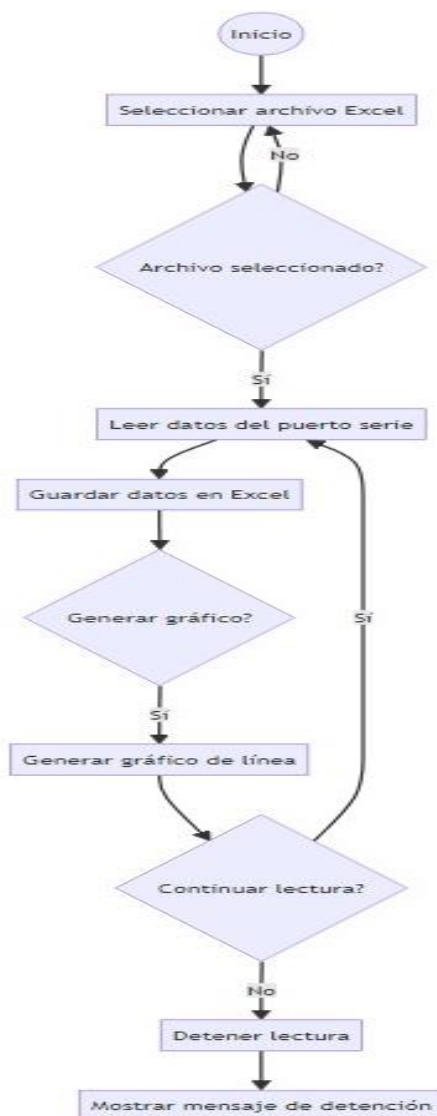 Inicio
Seleccionar archivo Excel
No
Archivo seleccionado?
Sí
Leer datos del puerto serie
Guardar datos en Excel
Generar gráfico?
Sí
Sí
Generar gráfico de línea
Continuar lectura?
No
Detener lectura
Mostrar mensaje de detención